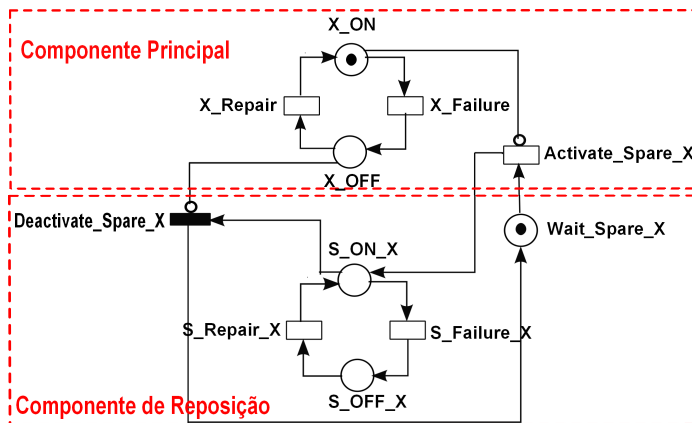 X_ON
Componente Principal
X_Repair
X_Failure
Activate_Spare_X
X_OFF
Deactivate_Spare_X
Wait_Spare_X
S_ON_X
S_Repair_X
S_Failure_X
S_OFF_X
Componente de Reposição